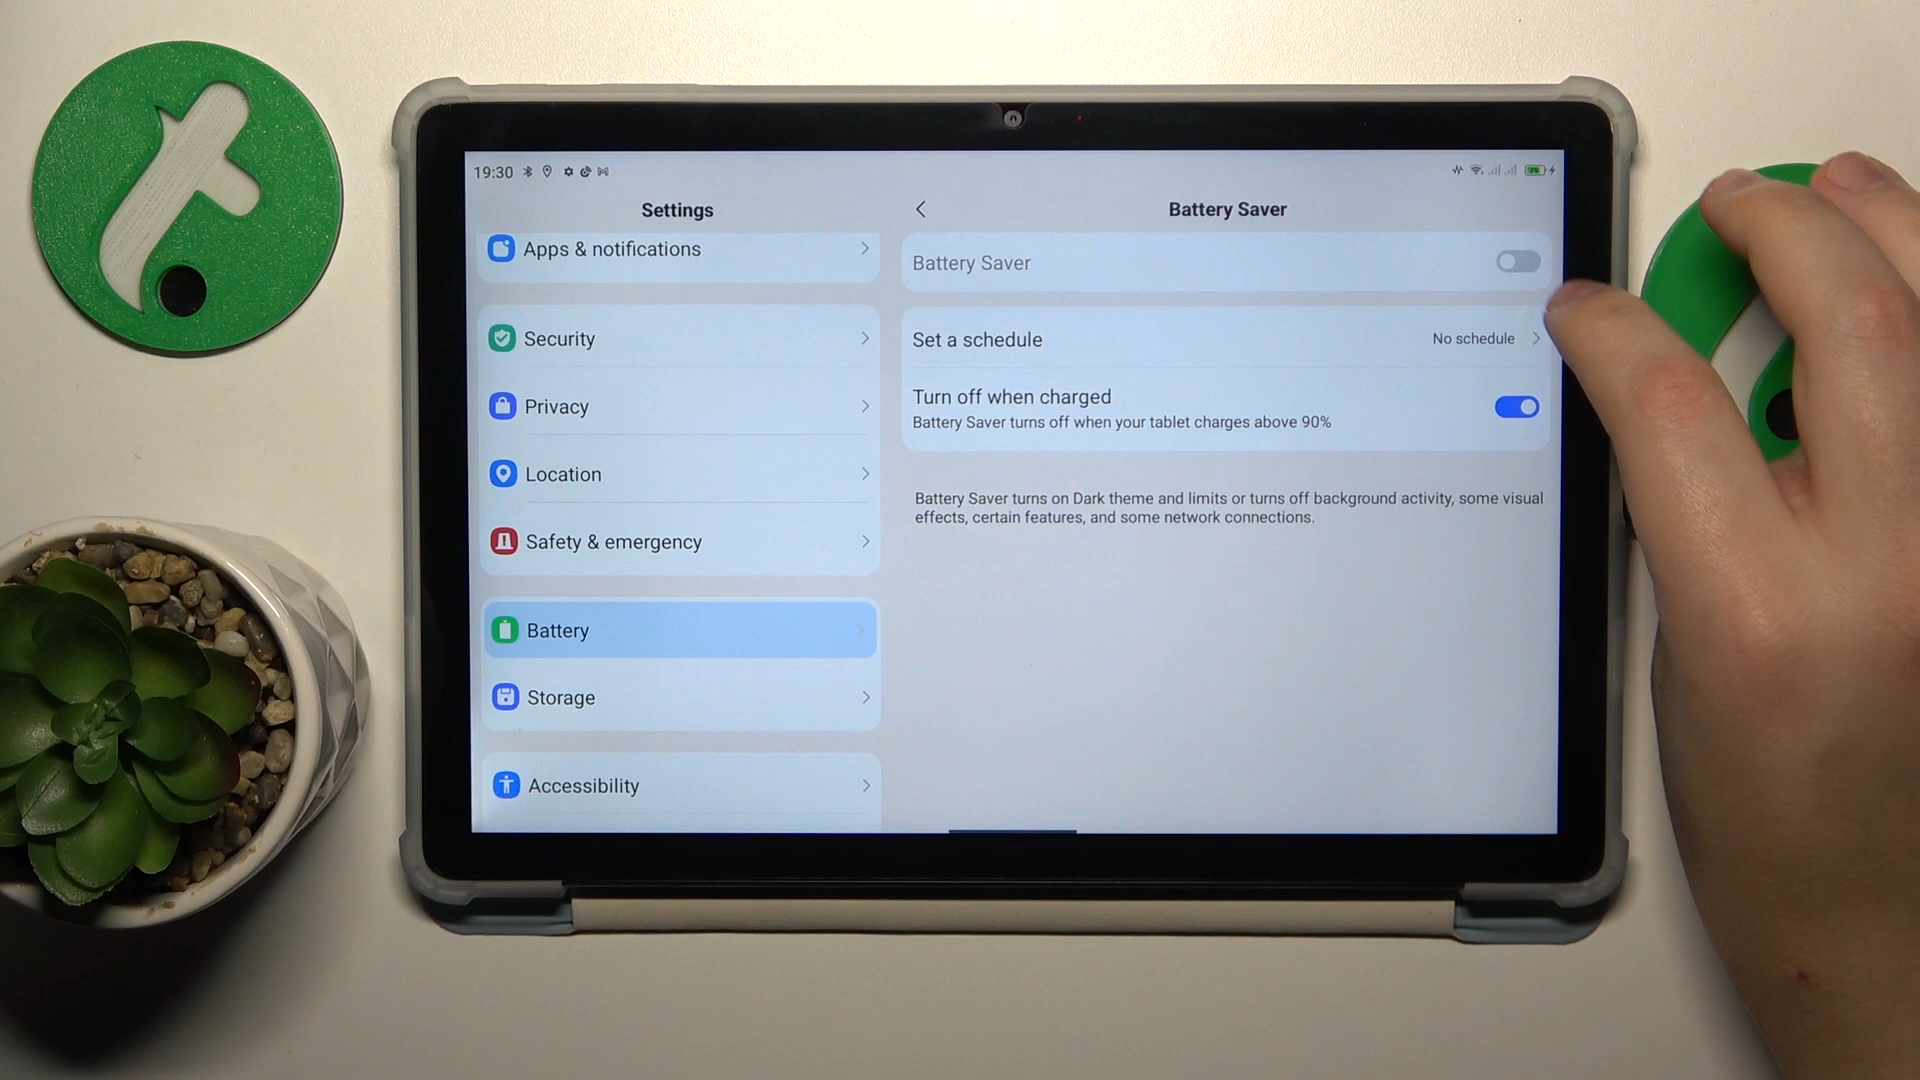 19:30
Settings
Battery Saver
Apps & notifications
Battery Saver
Security
Set a schedule
No schedule
Privacy
Turn off when charged
Battery Saver turns off when your tablet charges above 90%
Location
Battery Saver turns on Dark theme and limits or turns off background activity, some visual
effects, certain features, and some network connections.
Safety & emergency
Battery
Storage
Accessibility